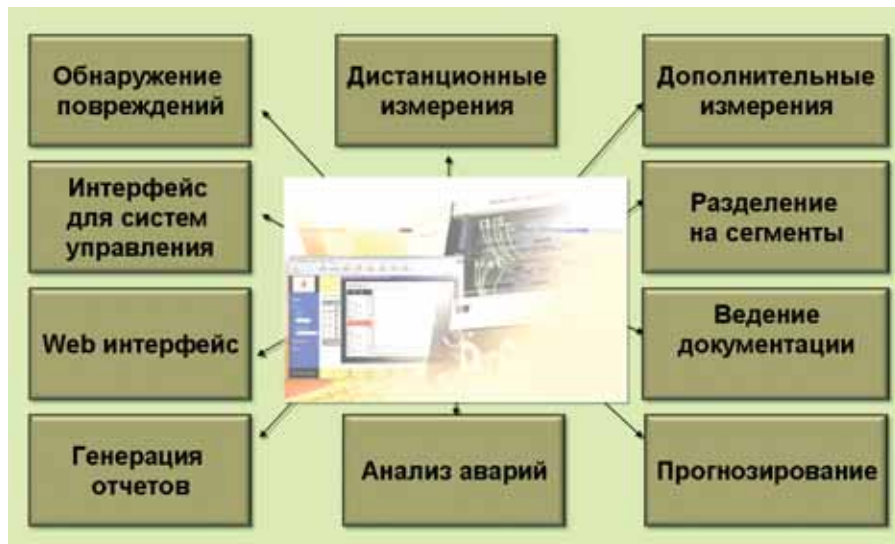 Обнаружение
повреждений
Дистанционные
измерения
Дополнительные
измерения
Интерфейс
для систем
управления
Разделение
на сегменты
Web интерфейс
Ведение
документации
Генерация
отчетов
Анализ аварий
Прогнозирование